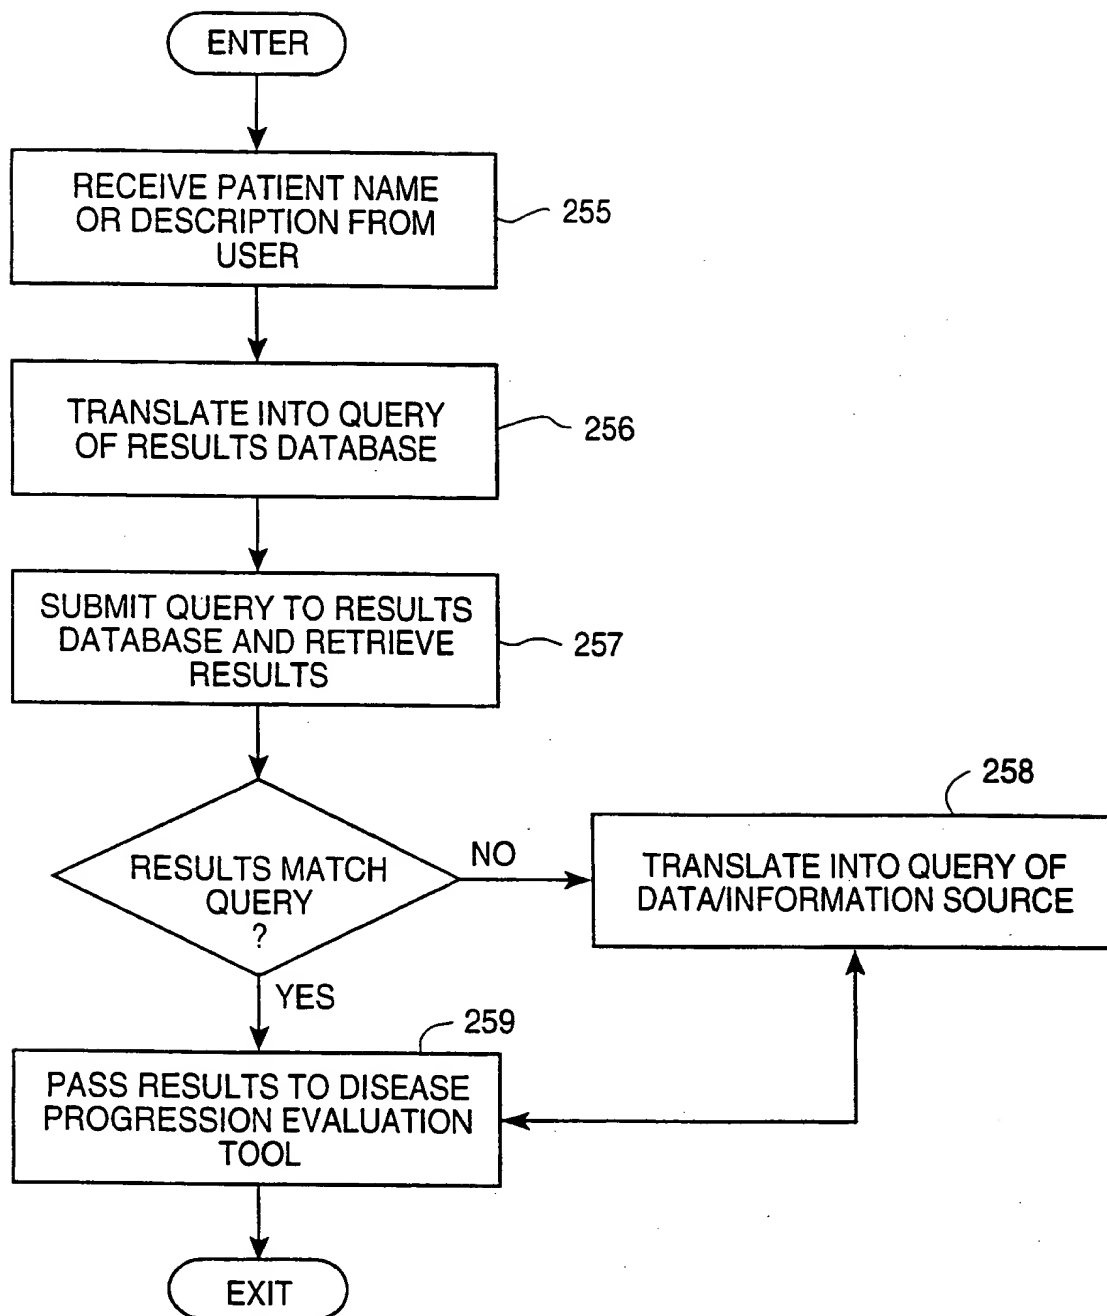 ENTER
RECEIVE PATIENT NAME
OR DESCRIPTION FROM
USER
255
TRANSLATE INTO QUERY
OF RESULTS DATABASE
256
SUBMIT QUERY TO RESULTS
DATABASE AND RETRIEVE
RESULTS
257
RESULTS MATCH
QUERY
?
NO
258
TRANSLATE INTO QUERY OF
DATA/INFORMATION SOURCE
YES
259
PASS RESULTS TO DISEASE
PROGRESSION EVALUATION
TOOL
EXIT